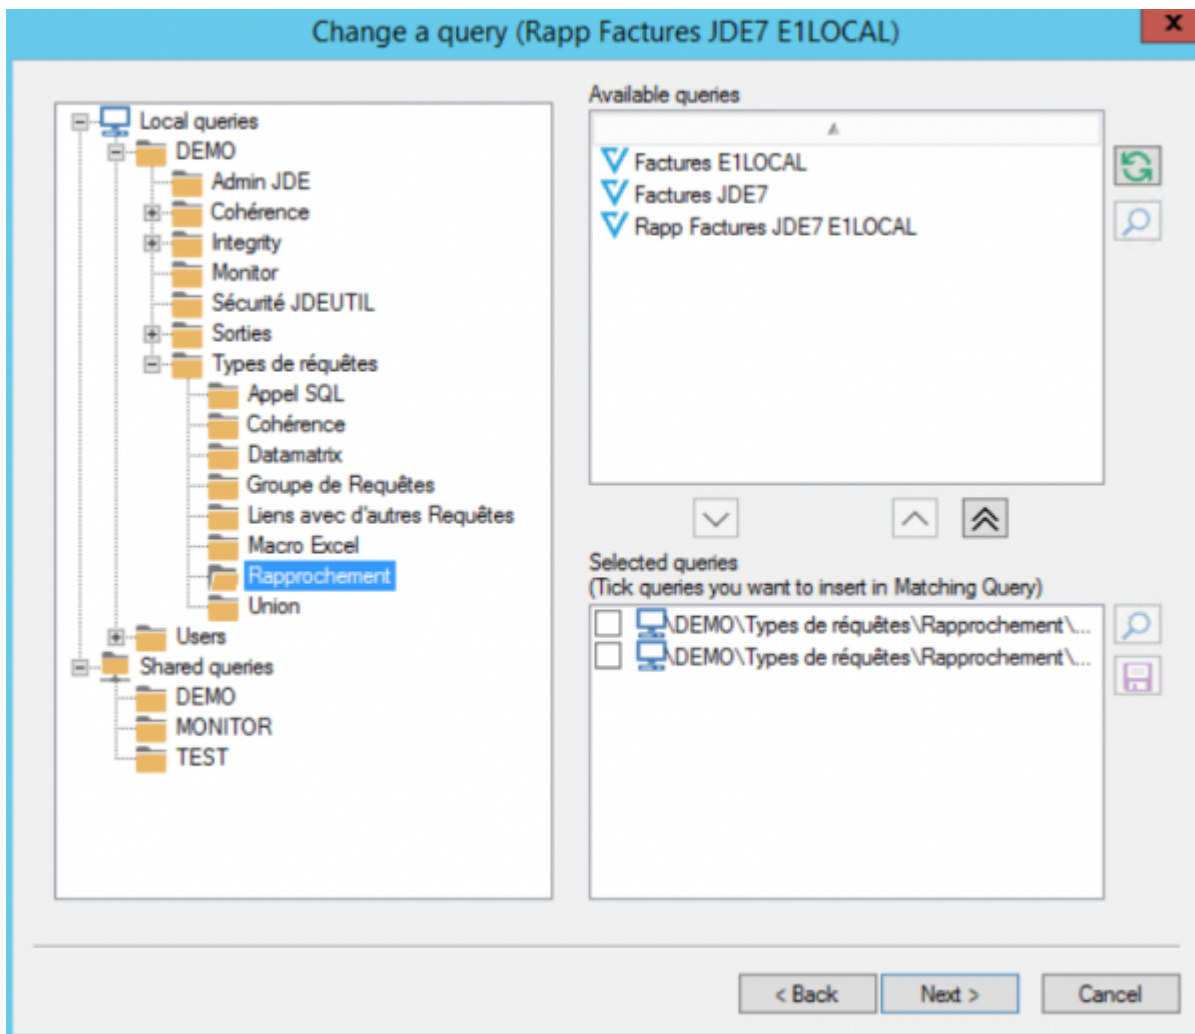 Change a query (Rapp Factures JDE7 E1LOCAL)
x
Local queries
DEMO
Admin JDE
Cohérence
Integrity
Monitor
Sécurité JDEUTIL
Sorties
Types de réquêtes
Appel SQL
Cohérence
Datamatrix
Groupe de Requêtes
Liens avec d'autres Requêtes
Macro Excel
Rapprochement
Union
Users
Shared queries
DEMO
MONITOR
TEST
Available queries
Factures E1LOCAL
Factures JDE7
Rapp Factures JDE7 E1LOCAL
Selected queries
(Tick queries you want to insert in Matching Query)
\DEMO\Types de réquêtes\Rapprochement\...
\DEMO\Types de réquêtes\Rapprochement\...
< Back
Next >
Cancel